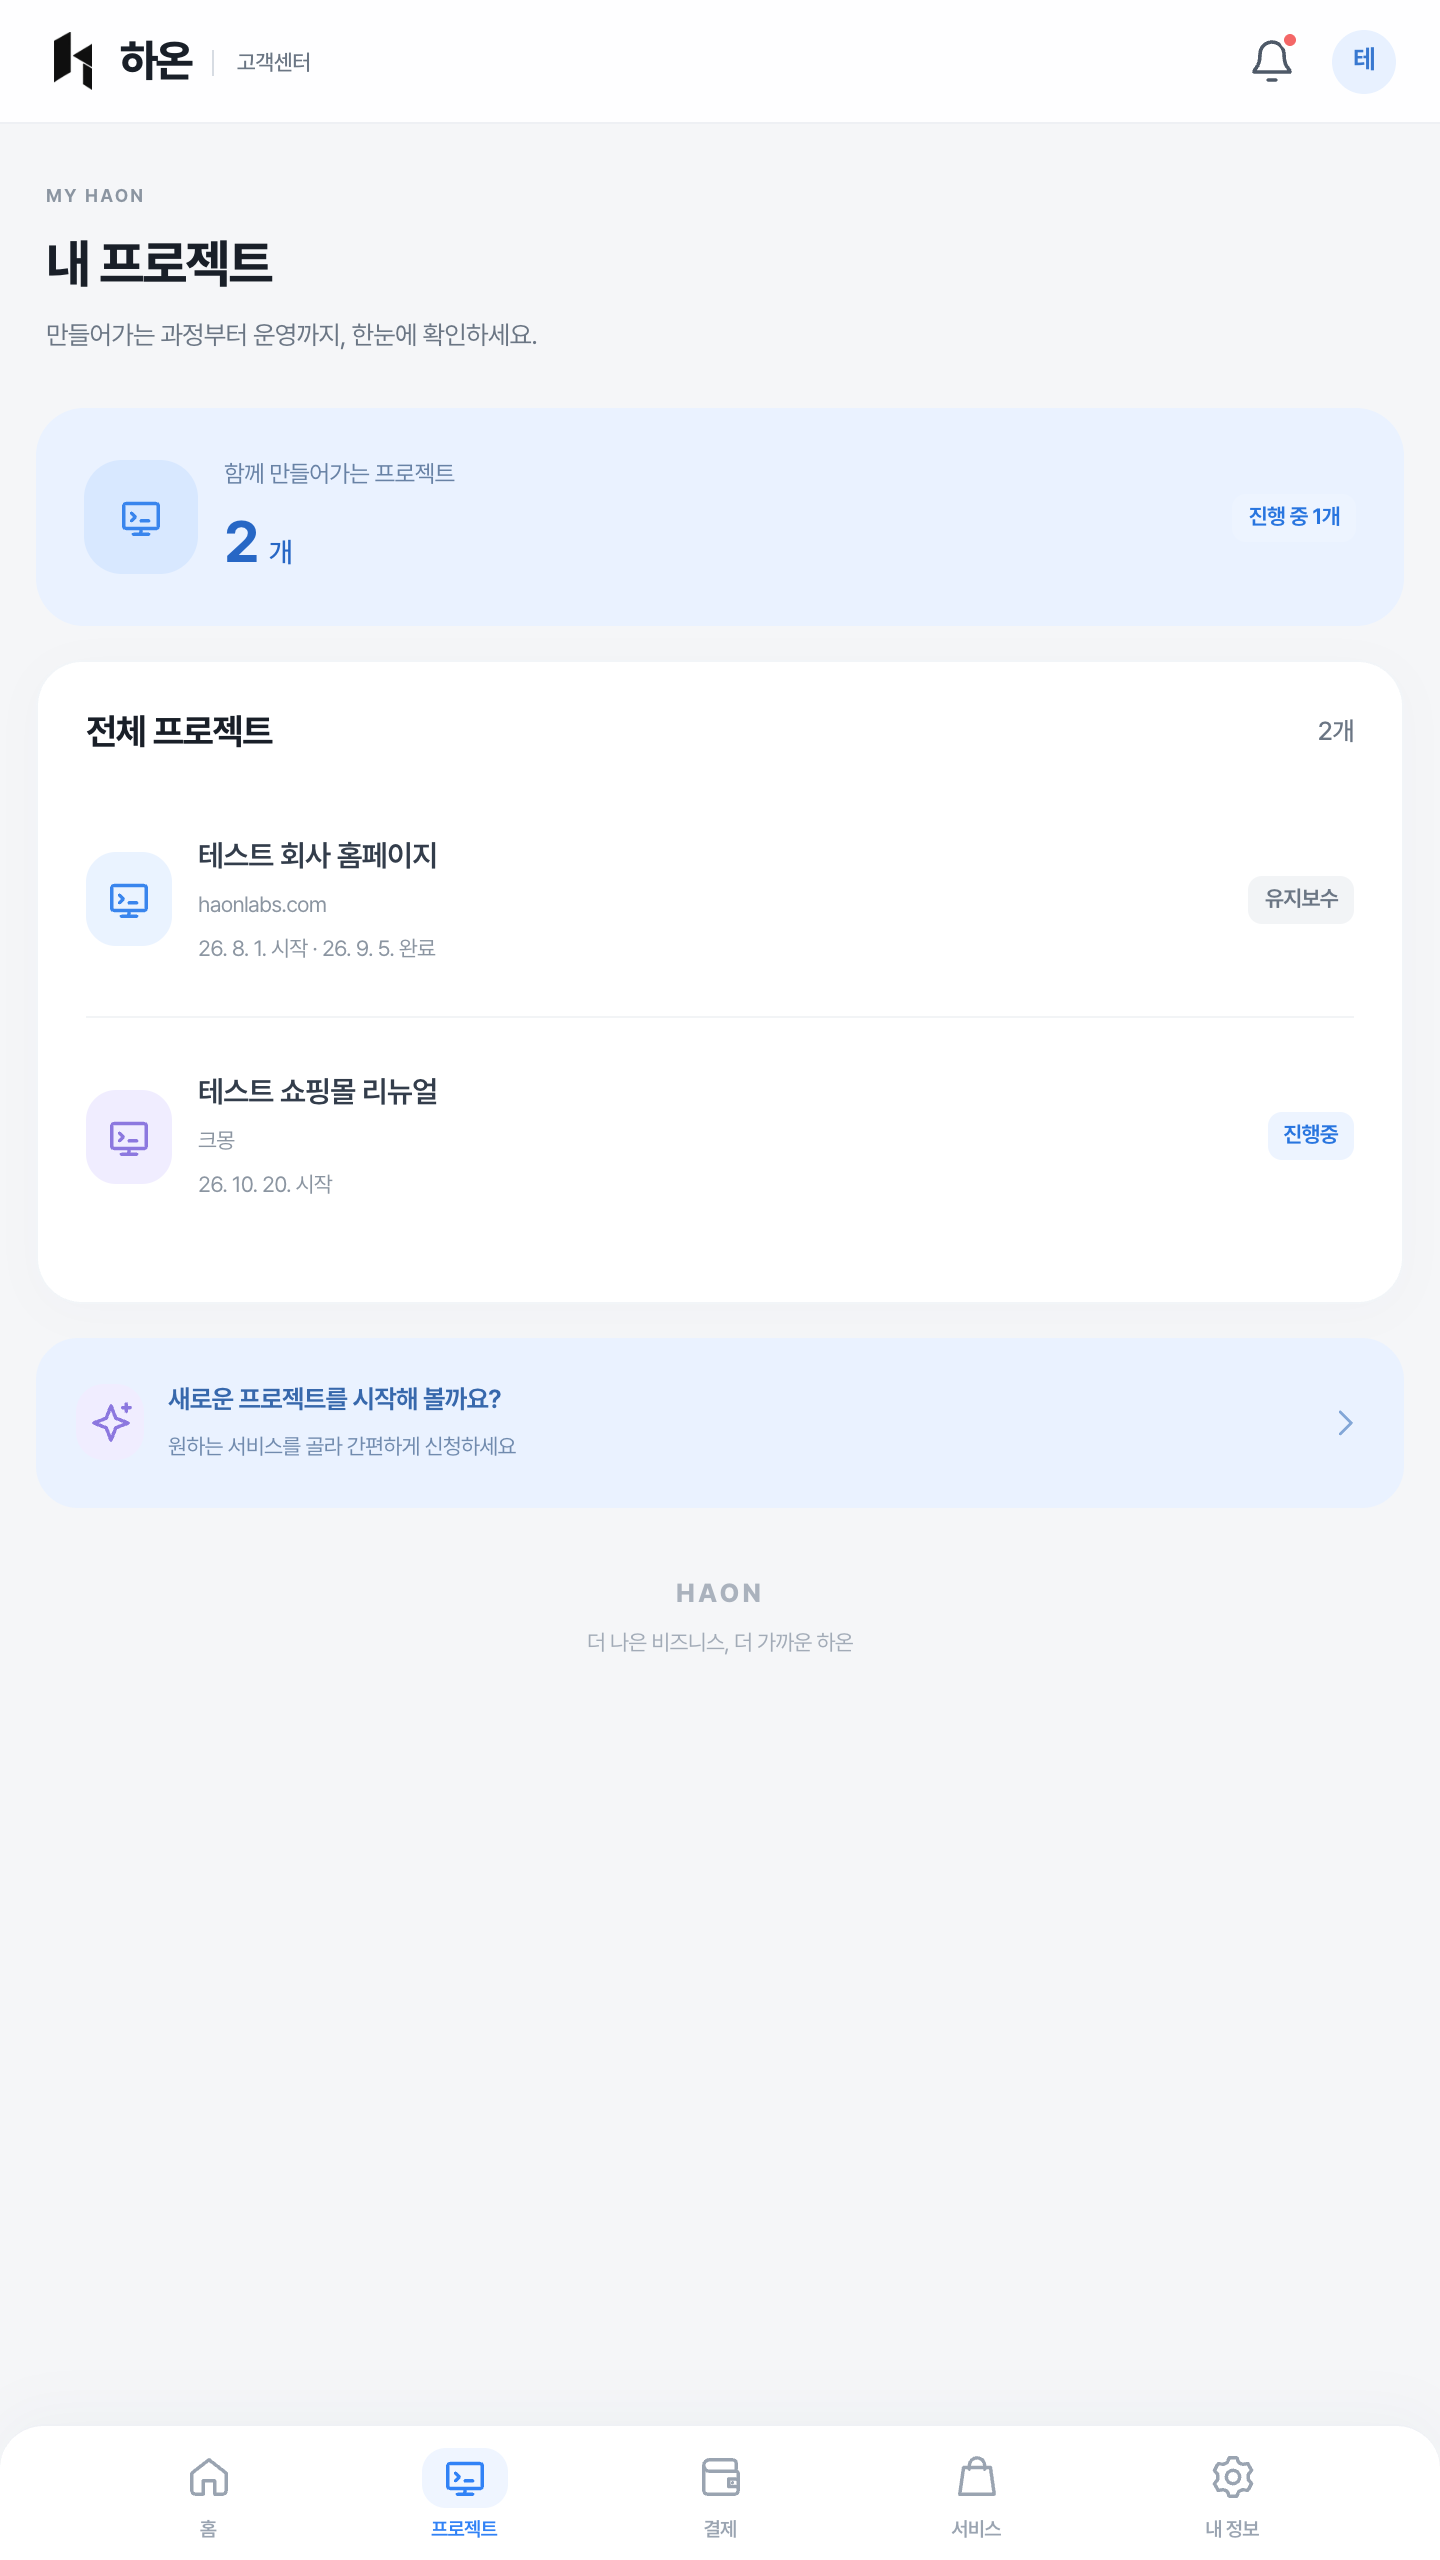 하온
고객센터
테
MY HAON
내 프로젝트
만들어가는 과정부터 운영까지, 한눈에 확인하세요.
함께 만들어가는 프로젝트
2 개
진행 중 1개
전체 프로젝트
2개
테스트 회사 홈페이지
haonlabs.com
26. 8. 1. 시작 · 26. 9. 5. 완료
유지보수
테스트 쇼핑몰 리뉴얼
크몽
26. 10. 20. 시작
진행중
새로운 프로젝트를 시작해 볼까요?
원하는 서비스를 골라 간편하게 신청하세요
HAON
더 나은 비즈니스, 더 가까운 하온
홈
프로젝트
결제
서비스
내 정보